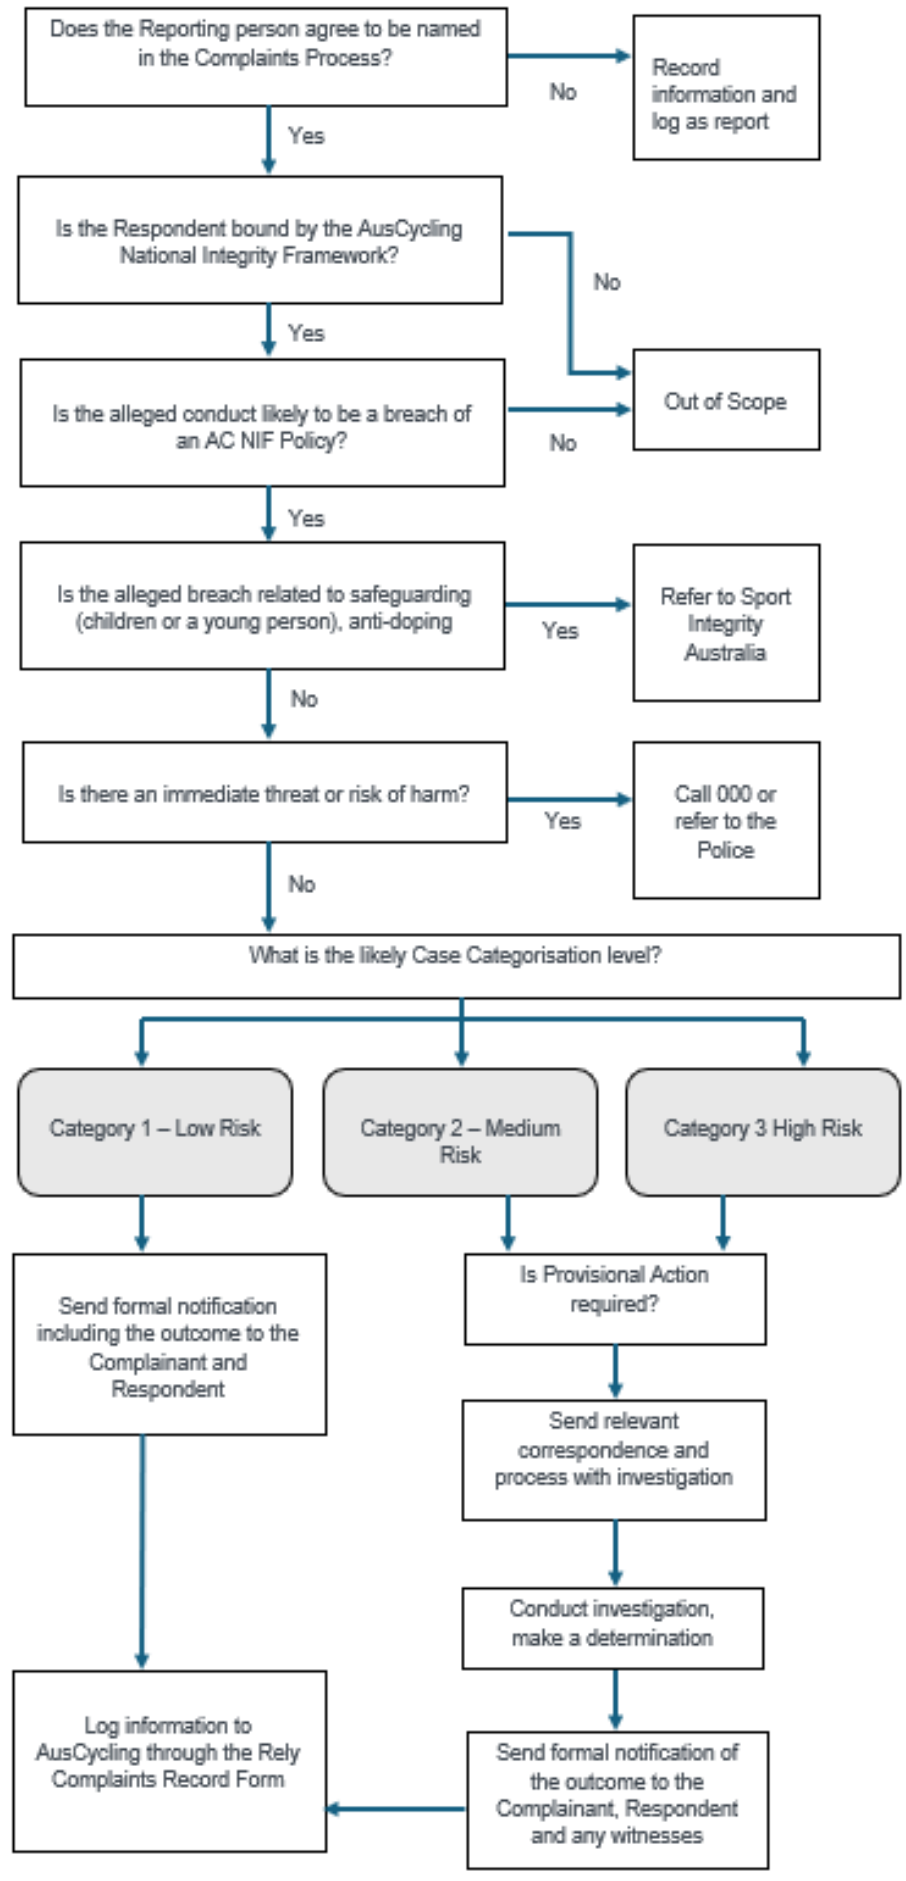 Does the Reporting person agree to be named
in the Complaints Process?
No
Record
information and
log as report
Yes
Is the Respondent bound by the AusCycling
National Integrity Framework?
No
Yes
Out of Scope
Is the alleged conduct likely to be a breach of
an AC NIF Policy?
No
Yes
Is the alleged breach related to safeguarding
(children or a young person), anti-doping
Yes
Refer to Sport
Integrity
Australia
No
Is there an immediate threat or risk of harm?
Yes
Call 000 or
refer to the
Police
No
What is the likely Case Categorisation level?
Category 1 – Low Risk
Category 2 – Medium
Risk
Category 3 High Risk
Send formal notification
including the outcome to the
Complainant and
Respondent
Is Provisional Action
required?
Send relevant
correspondence and
process with investigation
Conduct investigation,
make a determination
Log information to
AusCycling through the Rely
Complaints Record Form
Send formal notification of
the outcome to the
Complainant, Respondent
and any witnesses